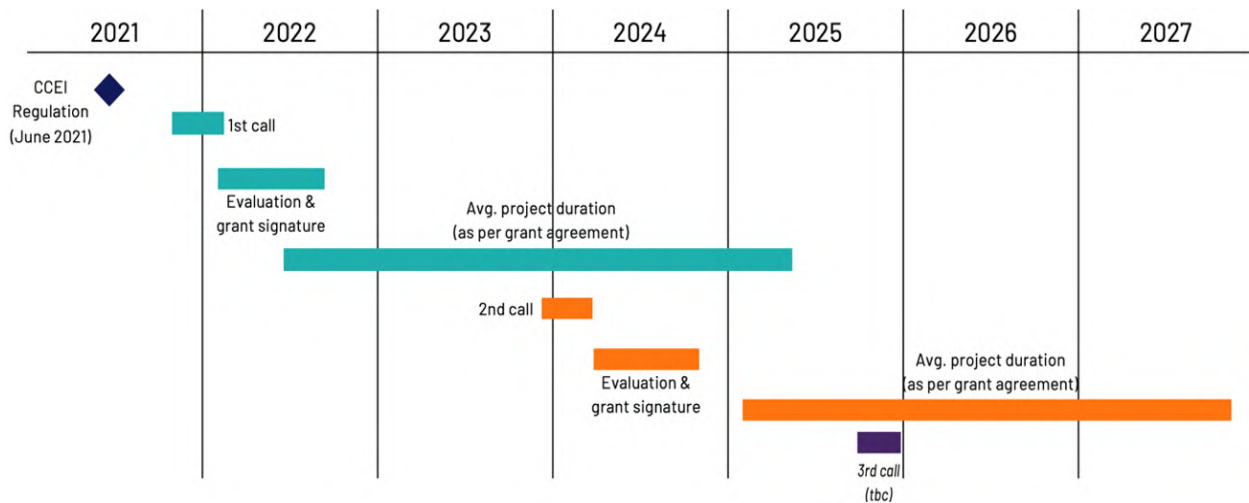 2021 2022 2023 2024 2025 2026 2027
CCEI
Regulation
(June 2021)
1st call
Evaluation &
grant signature
Avg. project duration
(as per grant agreement)
2nd call
Evaluation &
grant signature
Avg. project duration
(as per grant agreement)
3rd call
(tbc)